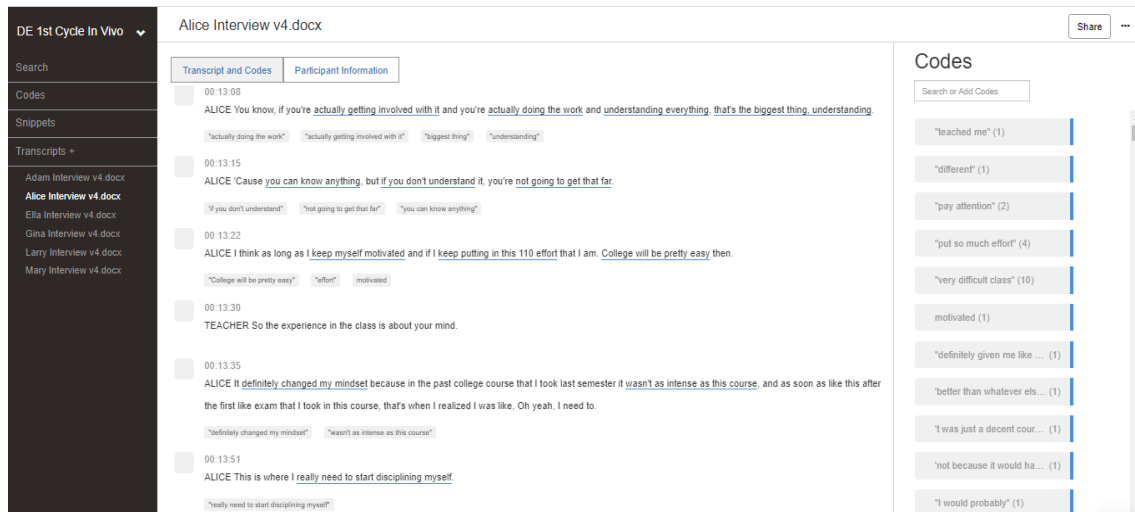 DE 1st Cycle In Vivo
Search
Codes
Snippets
Transcripts +
Adam Interview v4.docx
Alice Interview v4.docx
Ella Interview v4.docx
Gina Interview v4.docx
Larry Interview v4.docx
Mary Interview v4.docx
Alice Interview v4.docx
Share ...
Transcript and Codes Participant Information
00:13:08
ALICE You know, if you're actually getting involved with it and you're actually doing the work and understanding everything, that's the biggest thing, understanding.
"actually doing the work" "actually getting involved with it" "biggest thing" "understanding"
00:13:15
ALICE 'Cause you can know anything, but if you don't understand it, you're not going to get that far.
'if you don't understand" "not going to get that far" "you can know anything"
00:13:22
ALICE I think as long as I keep myself motivated and if I keep putting in this 110 effort that I am. College will be pretty easy then.
"College will be pretty easy" "effort" motivated
00:13:30
TEACHER So the experience in the class is about your mind.
00:13:35
ALICE It definitely changed my mindset because in the past college course that I took last semester it wasn't as intense as this course, and as soon as like this after
the first like exam that I took in this course, that's when I realized I was like, Oh yeah, I need to.
"definitely changed my mindset" "wasn't as intense as this course"
00:13:51
ALICE This is where I really need to start disciplining myself.
"really need to start disciplining myself"
Codes
Search or Add Codes
"teached me" (1)
"different" (1)
"pay attention" (2)
"put so much effort" (4)
"very difficult class" (10)
motivated (1)
"definitely given me like ... (1)
'better than whatever els... (1)
'I was just a decent cour... (1)
'not because it would ha... (1)
"I would probably" (1)